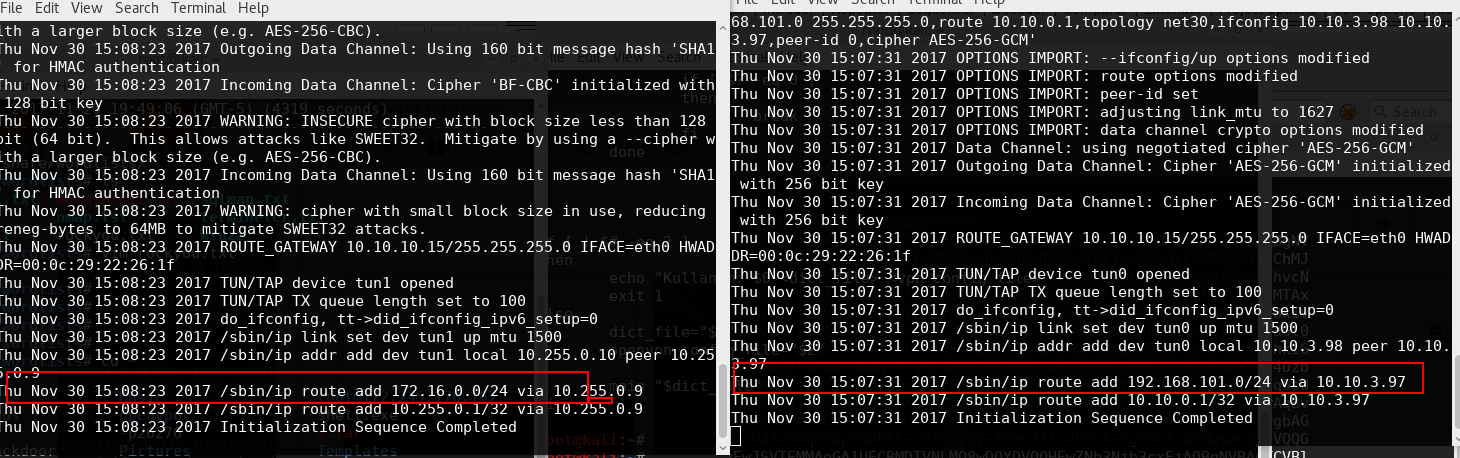 File Edit View Search Terminal Help
ith a larger block size (e.g. AES-256-CBC).
Thu Nov 30 15:08:23 2017 Outgoing Data Channel: Using 160 bit message hash 'SHA1
' for HMAC authentication
Thu Nov 30 15:08:23 2017 Incoming Data Channel: Cipher 'BF-CBC' initialized with
128 bit key
Thu Nov 30 15:08:23 2017 WARNING: INSECURE cipher with block size less than 128
bit (64 bit).  This allows attacks like SWEET32.  Mitigate by using a --cipher w
ith a larger block size (e.g. AES-256-CBC).
Thu Nov 30 15:08:23 2017 Incoming Data Channel: Using 160 bit message hash 'SHA1
' for HMAC authentication
Thu Nov 30 15:08:23 2017 WARNING: cipher with small block size in use, reducing
reneg-bytes to 64MB to mitigate SWEET32 attacks.
Thu Nov 30 15:08:23 2017 ROUTE_GATEWAY 10.10.10.15/255.255.255.0 IFACE=eth0 HWAD
DR=00:0c:29:22:26:1f
Thu Nov 30 15:08:23 2017 TUN/TAP device tun1 opened
Thu Nov 30 15:08:23 2017 TUN/TAP TX queue length set to 100
Thu Nov 30 15:08:23 2017 do_ifconfig, tt->did_ifconfig_ipv6_setup=0
Thu Nov 30 15:08:23 2017 /sbin/ip link set dev tun1 up mtu 1500
Thu Nov 30 15:08:23 2017 /sbin/ip addr add dev tun1 local 10.255.0.10 peer 10.25
5.0.9
Thu Nov 30 15:08:23 2017 /sbin/ip route add 172.16.0.0/24 via 10.255.0.9
Thu Nov 30 15:08:23 2017 /sbin/ip route add 10.255.0.1/32 via 10.255.0.9
Thu Nov 30 15:08:23 2017 Initialization Sequence Completed
File Edit View Search Terminal Help
68.101.0 255.255.255.0,route 10.10.0.1,topology net30,ifconfig 10.10.3.98 10.10.
3.97,peer-id 0,cipher AES-256-GCM'
Thu Nov 30 15:07:31 2017 OPTIONS IMPORT: --ifconfig/up options modified
Thu Nov 30 15:07:31 2017 OPTIONS IMPORT: route options modified
Thu Nov 30 15:07:31 2017 OPTIONS IMPORT: peer-id set
Thu Nov 30 15:07:31 2017 OPTIONS IMPORT: adjusting link_mtu to 1627
Thu Nov 30 15:07:31 2017 OPTIONS IMPORT: data channel crypto options modified
Thu Nov 30 15:07:31 2017 Data Channel: using negotiated cipher 'AES-256-GCM'
Thu Nov 30 15:07:31 2017 Outgoing Data Channel: Cipher 'AES-256-GCM' initialized
with 256 bit key
Thu Nov 30 15:07:31 2017 Incoming Data Channel: Cipher 'AES-256-GCM' initialized
with 256 bit key
Thu Nov 30 15:07:31 2017 ROUTE_GATEWAY 10.10.10.15/255.255.255.0 IFACE=eth0 HWAD
DR=00:0c:29:22:26:1f
Thu Nov 30 15:07:31 2017 TUN/TAP device tun0 opened
Thu Nov 30 15:07:31 2017 TUN/TAP TX queue length set to 100
Thu Nov 30 15:07:31 2017 do_ifconfig, tt->did_ifconfig_ipv6_setup=0
Thu Nov 30 15:07:31 2017 /sbin/ip link set dev tun0 up mtu 1500
Thu Nov 30 15:07:31 2017 /sbin/ip addr add dev tun0 local 10.10.3.98 peer 10.10.
3.97
Thu Nov 30 15:07:31 2017 /sbin/ip route add 192.168.101.0/24 via 10.10.3.97
Thu Nov 30 15:07:31 2017 /sbin/ip route add 10.10.0.1/32 via 10.10.3.97
Thu Nov 30 15:07:31 2017 Initialization Sequence Completed